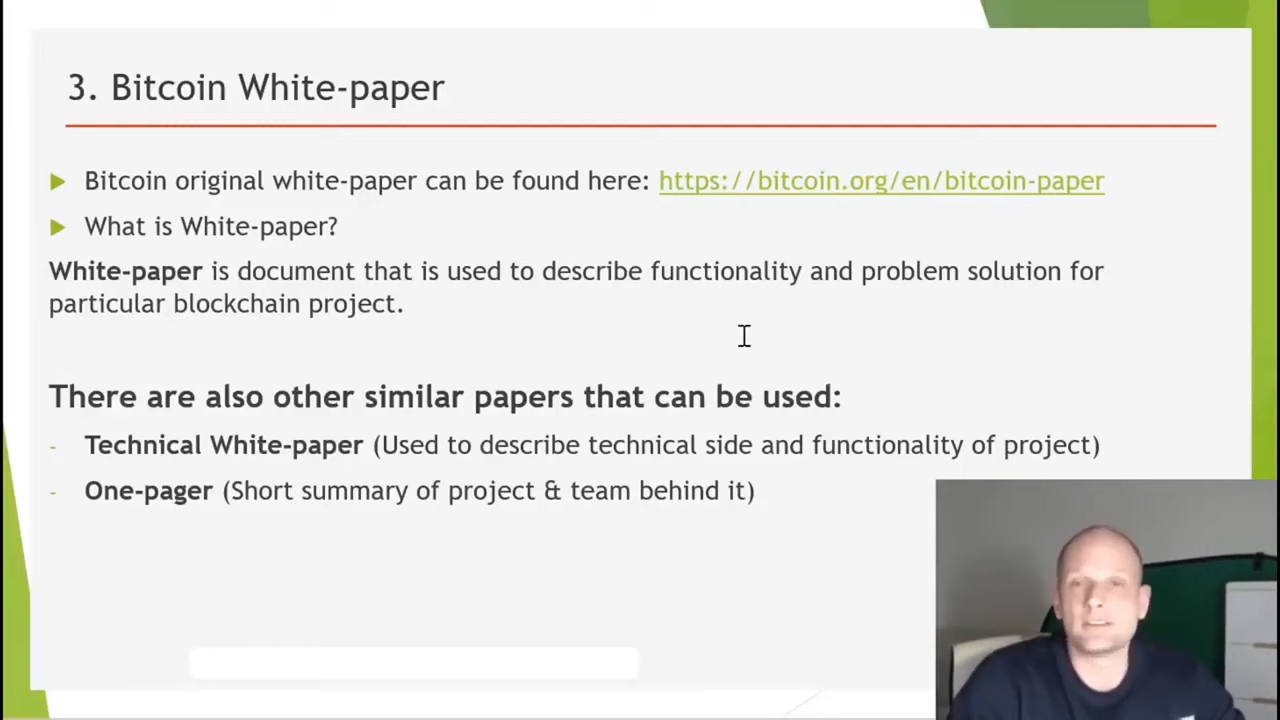 3. Bitcoin White-paper
Bitcoin original white-paper can be found here: https://bitcoin.org/en/bitcoin-paper
What is White-paper?
White-paper is document that is used to describe functionality and problem solution for
particular blockchain project.
There are also other similar papers that can be used:
- Technical White-paper (Used to describe technical side and functionality of project)
- One-pager (Short summary of project & team behind it)